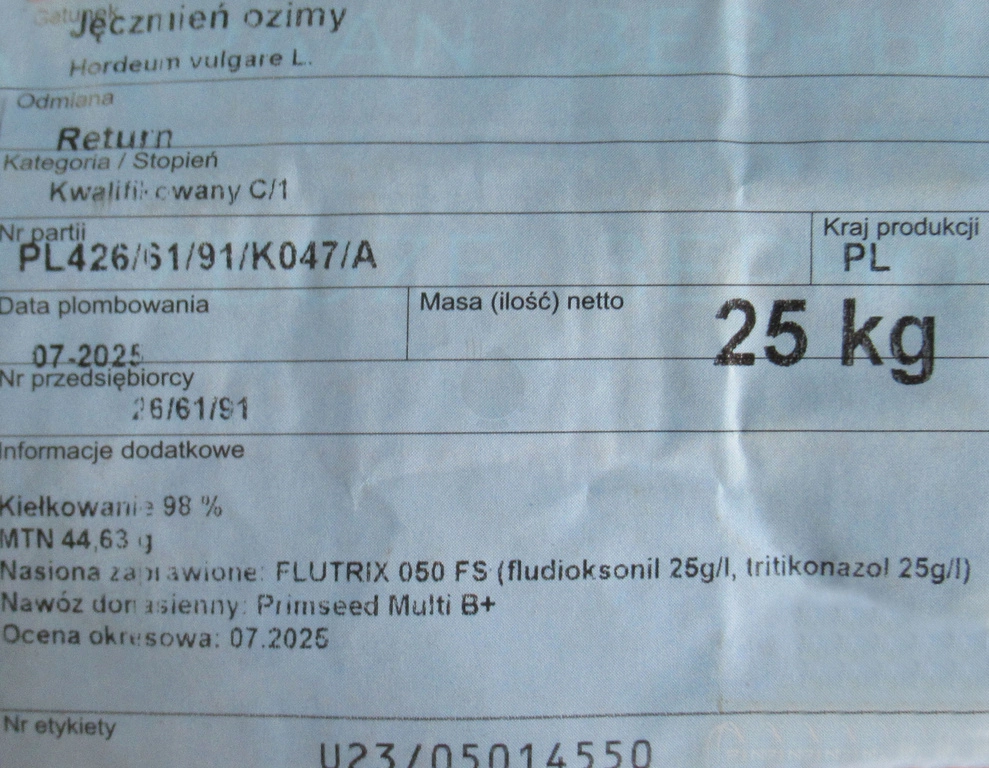 Gatunek
Jęczmień ozimy
Hordeum vulgare L.
Odmiana
Return
Kategoria / Stopień
Kwalifikowany C/1
Nr partii
PL426/61/91/K047/A
Kraj produkcji
PL
Data plombowania
07-2025
Masa (ilość) netto
25 kg
Nr przedsiębiorcy
26/61/91
Informacje dodatkowe
Kiełkowanie 98 %
MTN 44,63 g
Nasiona zaprawione: FLUTRIX 050 FS (fludioksonil 25g/l, tritikonazol 25g/l)
Nawóz donasienny: Primseed Multi B+
Ocena okresowa: 07.2025
Nr etykiety
U23/05014550